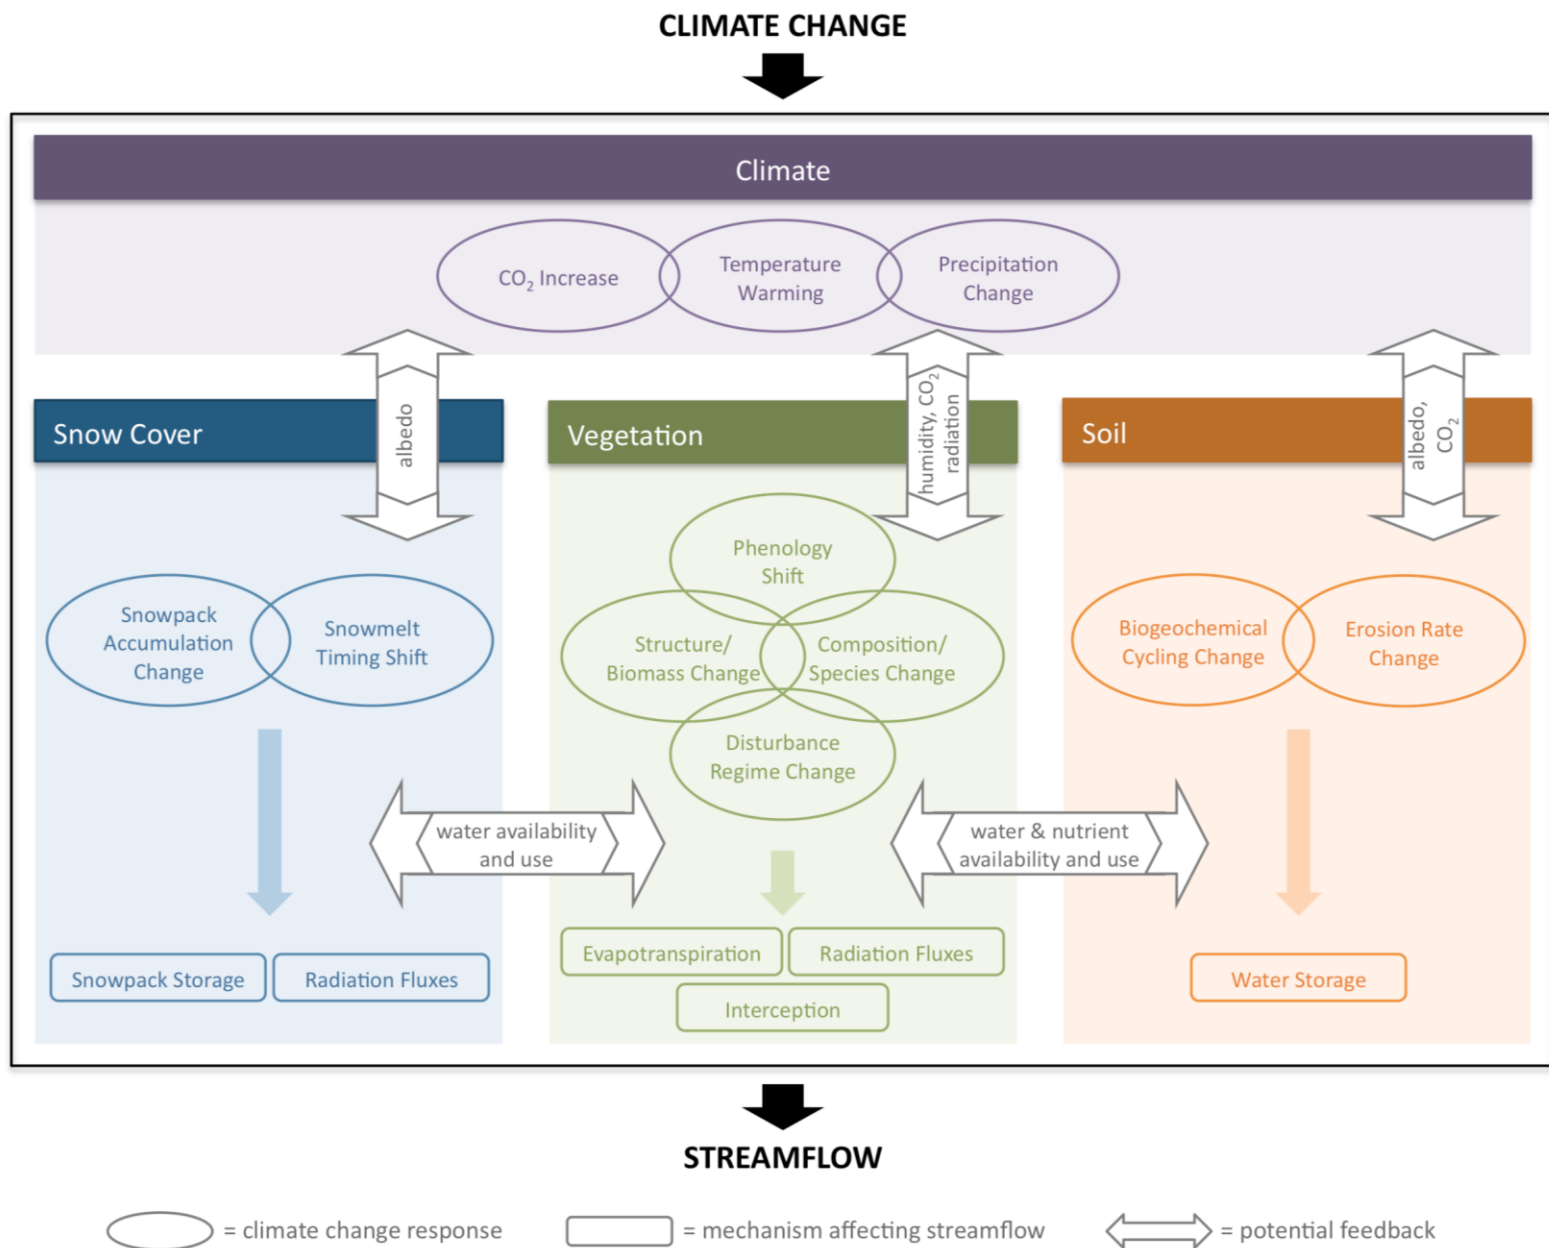 CLIMATE CHANGE
Climate
CO₂ Increase
Temperature
Warming
Precipitation
Change
albedo
humidity, CO₂
radiation
albedo,
CO₂
Snow Cover
Vegetation
Soil
Snowpack
Accumulation
Change
Snowmelt
Timing Shift
Phenology
Shift
Structure/
Biomass Change
Composition/
Species Change
Disturbance
Regime Change
Biogeochemical
Cycling Change
Erosion Rate
Change
water availability
and use
water & nutrient
availability and use
Snowpack Storage
Radiation Fluxes
Evapotranspiration
Radiation Fluxes
Interception
Water Storage
STREAMFLOW
= climate change response
= mechanism affecting streamflow
= potential feedback